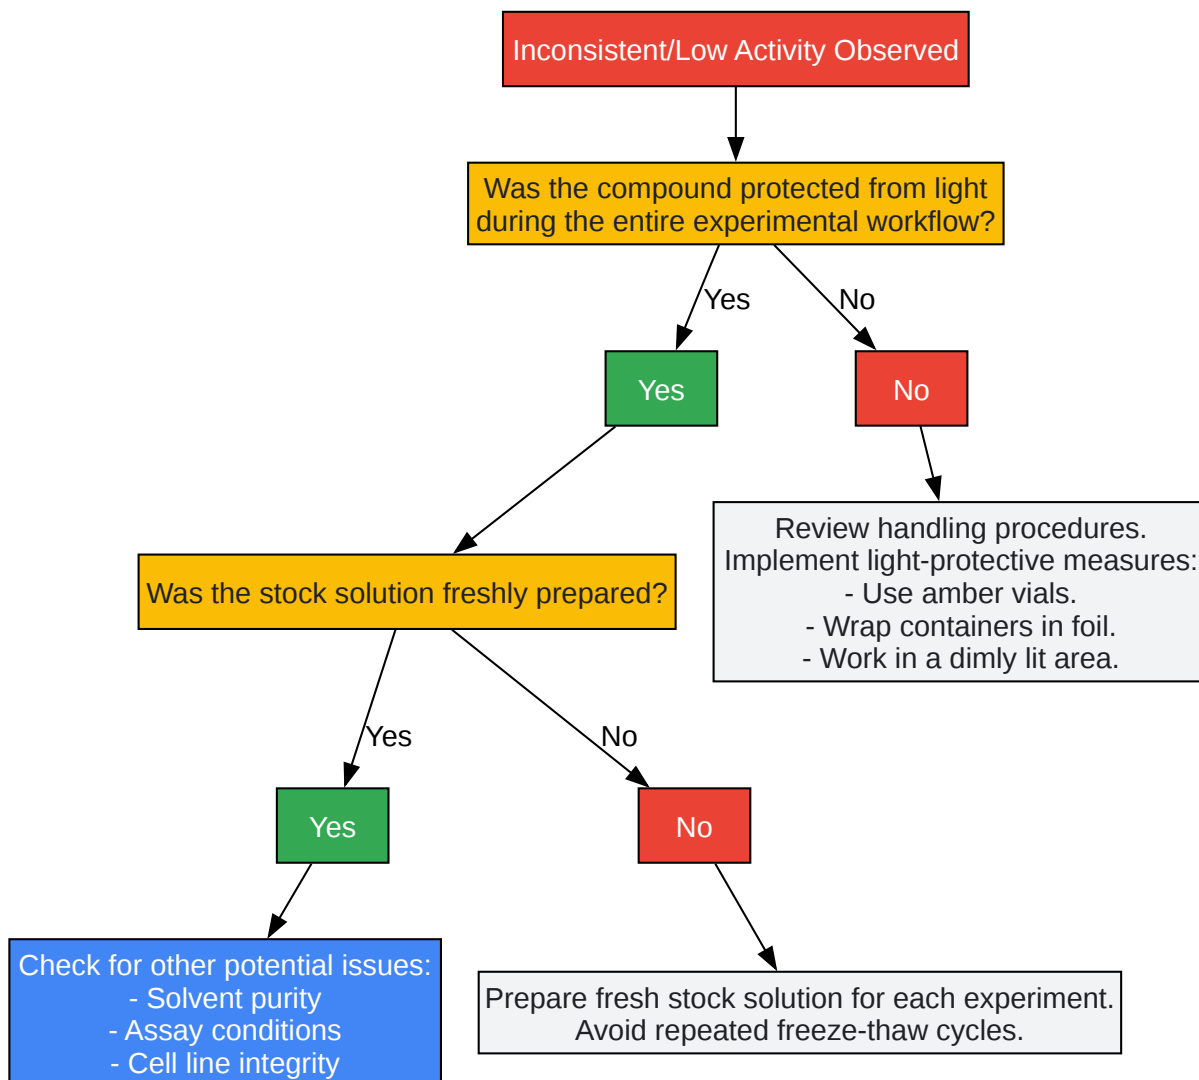 Inconsistent/Low Activity Observed
Was the compound protected from light
during the entire experimental workflow?
Yes
No
Yes
No
Review handling procedures.
Implement light-protective measures:
- Use amber vials.
- Wrap containers in foil.
- Work in a dimly lit area.
Was the stock solution freshly prepared?
Yes
No
Yes
No
Check for other potential issues:
- Solvent purity
- Assay conditions
- Cell line integrity
Prepare fresh stock solution for each experiment.
Avoid repeated freeze-thaw cycles.